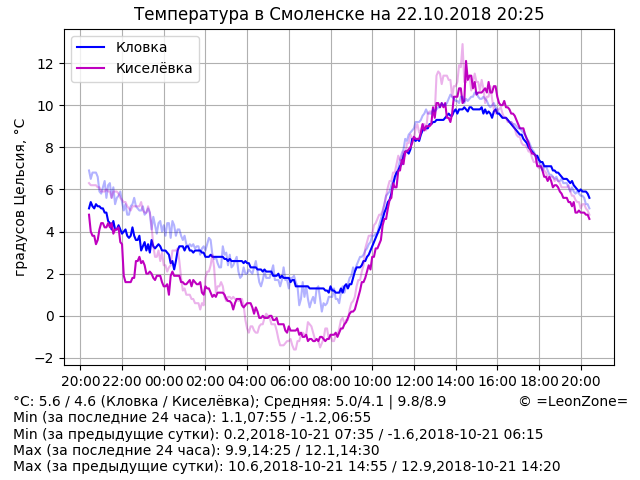 Температура в Смоленске на 22.10.2018 20:25
Кловка
Киселёвка
градусов Цельсия, °C
12
10
8
6
4
2
0
−2
20:00 22:00 00:00 02:00 04:00 06:00 08:00 10:00 12:00 14:00 16:00 18:00 20:00
°C: 5.6 / 4.6 (Кловка / Киселёвка); Средняя: 5.0/4.1 | 9.8/8.9 © =LeonZone=
Min (за последние 24 часа): 1.1,07:55 / -1.2,06:55
Min (за предыдущие сутки): 0.2,2018-10-21 07:35 / -1.6,2018-10-21 06:15
Max (за последние 24 часа): 9.9,14:25 / 12.1,14:30
Max (за предыдущие сутки): 10.6,2018-10-21 14:55 / 12.9,2018-10-21 14:20